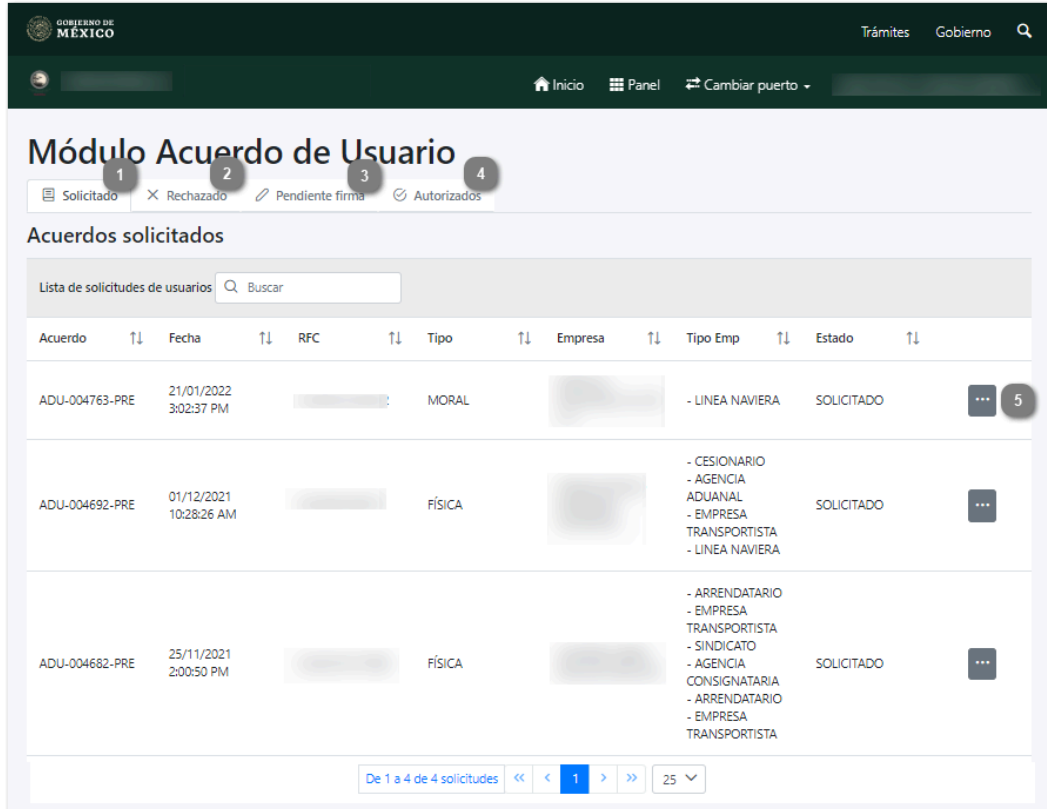 GOBIERNO DE
MÉXICO
Trámites Gobierno
Inicio Panel Cambiar puerto
Módulo Acuerdo de Usuario
1 2 3 4
Solicitado Rechazado Pendiente firma Autorizados
Acuerdos solicitados
Lista de solicitudes de usuarios Buscar
Acuerdo Fecha RFC Tipo Empresa Tipo Emp Estado
ADU-004763-PRE 21/01/2022 3:02:37 PM MORAL - LINEA NAVIERA SOLICITADO ... 5
ADU-004692-PRE 01/12/2021 10:28:26 AM FÍSICA - CESIONARIO
- AGENCIA
ADUANAL
- EMPRESA
TRANSPORTISTA
- LINEA NAVIERA
SOLICITADO ...
ADU-004682-PRE 25/11/2021 2:00:50 PM FÍSICA - ARRENDATARIO
- EMPRESA
TRANSPORTISTA
- SINDICATO
- AGENCIA
CONSIGNATARIA
- ARRENDATARIO
- EMPRESA
TRANSPORTISTA
SOLICITADO ...
De 1 a 4 de 4 solicitudes « ‹ 1 › » 25